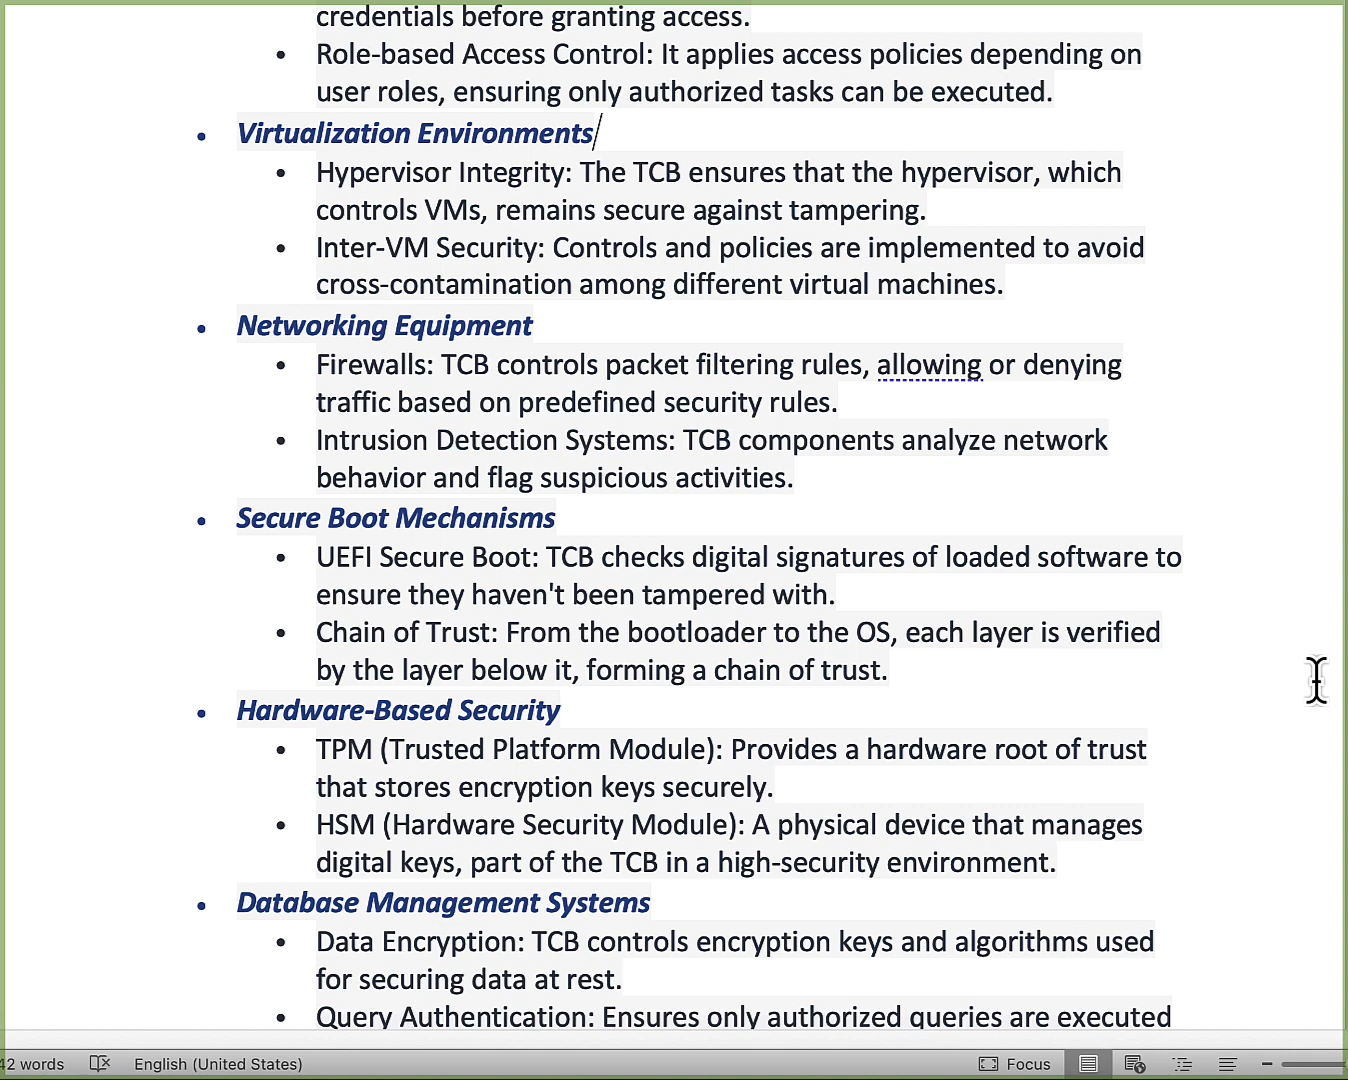 credentials before granting access.
• Role-based Access Control: It applies access policies depending on
user roles, ensuring only authorized tasks can be executed.
• Virtualization Environments
• Hypervisor Integrity: The TCB ensures that the hypervisor, which
controls VMs, remains secure against tampering.
• Inter-VM Security: Controls and policies are implemented to avoid
cross-contamination among different virtual machines.
• Networking Equipment
• Firewalls: TCB controls packet filtering rules, allowing or denying
traffic based on predefined security rules.
• Intrusion Detection Systems: TCB components analyze network
behavior and flag suspicious activities.
• Secure Boot Mechanisms
• UEFI Secure Boot: TCB checks digital signatures of loaded software to
ensure they haven't been tampered with.
• Chain of Trust: From the bootloader to the OS, each layer is verified
by the layer below it, forming a chain of trust.
• Hardware-Based Security
• TPM (Trusted Platform Module): Provides a hardware root of trust
that stores encryption keys securely.
• HSM (Hardware Security Module): A physical device that manages
digital keys, part of the TCB in a high-security environment.
• Database Management Systems
• Data Encryption: TCB controls encryption keys and algorithms used
for securing data at rest.
• Query Authentication: Ensures only authorized queries are executed
42 words English (United States) Focus